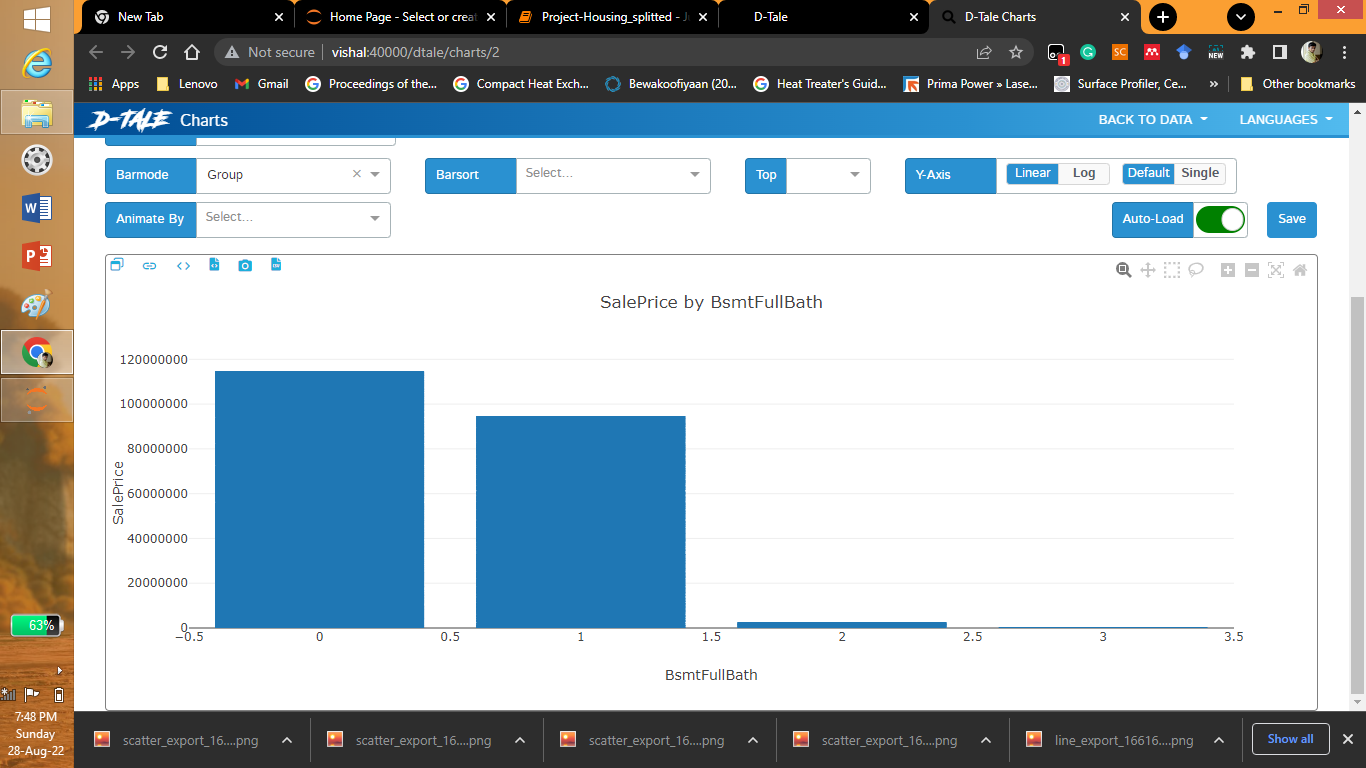 New Tab
Home Page - Select or creat
Project-Housing_splitted - J
D-Tale
D-Tale Charts
Not secure | vishal:40000/dtale/charts/2
1
SC
NEW
Apps
Lenovo
Gmail
Proceedings of the...
Compact Heat Exch...
Bewakoofiyaan (20...
Heat Treater's Guid...
Prima Power » Lase...
Surface Profiler, Ce...
»
Other bookmarks
D-TALE Charts
BACK TO DATA
LANGUAGES
Barmode
Group
Barsort
Select...
Top
Y-Axis
Linear
Log
Default
Single
Animate By
Select...
Auto-Load
Save
SalePrice by BsmtFullBath
120000000
100000000
80000000
60000000
40000000
20000000
0
SalePrice
−0.5
0
0.5
1
1.5
2
2.5
3
3.5
BsmtFullBath
63%
7:48 PM
Sunday
28-Aug-22
scatter_export_16....png
scatter_export_16....png
scatter_export_16....png
scatter_export_16....png
line_export_16616....png
Show all